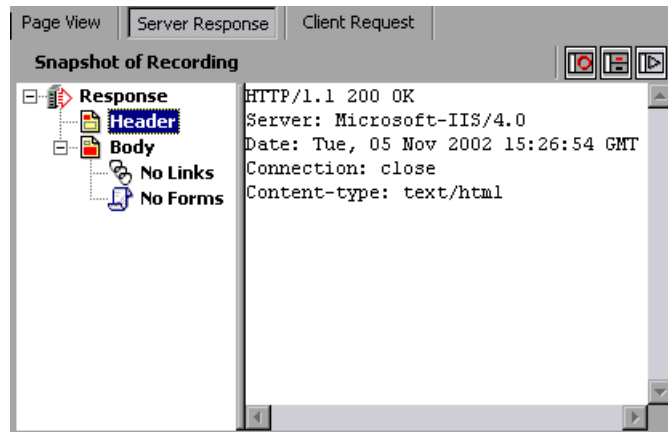 Page View Server Response Client Request
Snapshot of Recording
Response
Header
Body
No Links
No Forms
HTTP/1.1 200 OK
Server: Microsoft-IIS/4.0
Date: Tue, 05 Nov 2002 15:26:54 GMT
Connection: close
Content-type: text/html